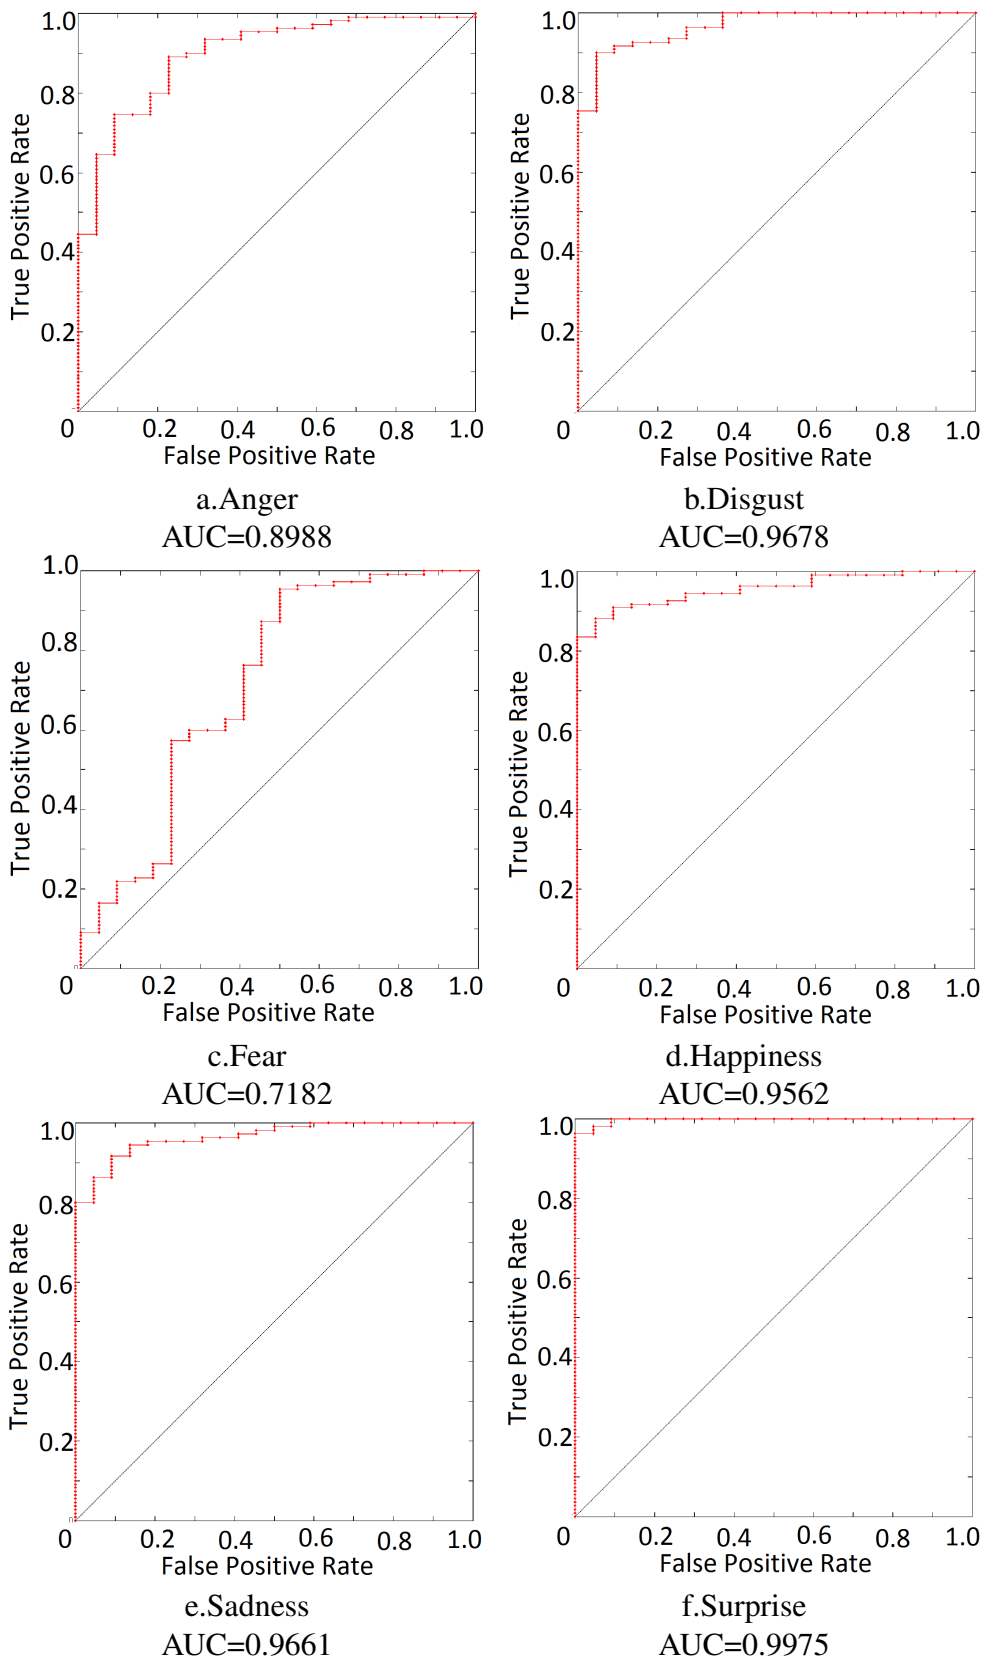 1.0
0.8
0.6
0.4
0.2
0
0.2
0.4
0.6
0.8
1.0
True Positive Rate
False Positive Rate
a.Anger
AUC=0.8988
1.0
0.8
0.6
0.4
0.2
0
0.2
0.4
0.6
0.8
1.0
True Positive Rate
False Positive Rate
b.Disgust
AUC=0.9678
1.0
0.8
0.6
0.4
0.2
0
0.2
0.4
0.6
0.8
1.0
True Positive Rate
False Positive Rate
c.Fear
AUC=0.7182
1.0
0.8
0.6
0.4
0.2
0
0.2
0.4
0.6
0.8
1.0
True Positive Rate
False Positive Rate
d.Happiness
AUC=0.9562
1.0
0.8
0.6
0.4
0.2
0
0.2
0.4
0.6
0.8
1.0
True Positive Rate
False Positive Rate
e.Sadness
AUC=0.9661
1.0
0.8
0.6
0.4
0.2
0
0.2
0.4
0.6
0.8
1.0
True Positive Rate
False Positive Rate
f.Surprise
AUC=0.9975